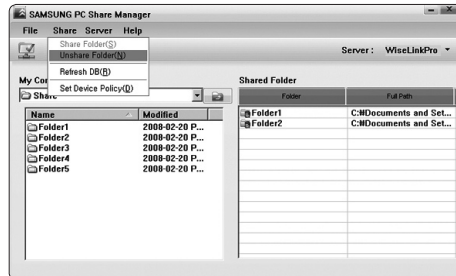 SAMSUNG PC Share Manager
File Share Server Help
Share Folder(S)
Unshare Folder(N)
Refresh DB(R)
Set Device Policy(D)
Server : WiseLinkPro
My Co
Share
Name Modified
Folder1 2008-02-20 P...
Folder2 2008-02-20 P...
Folder3 2008-02-20 P...
Folder4 2008-02-20 P...
Folder5 2008-02-20 P...
Shared Folder
Folder Full Path
Folder1 C:₩Documents and Set...
Folder2 C:₩Documents and Set...